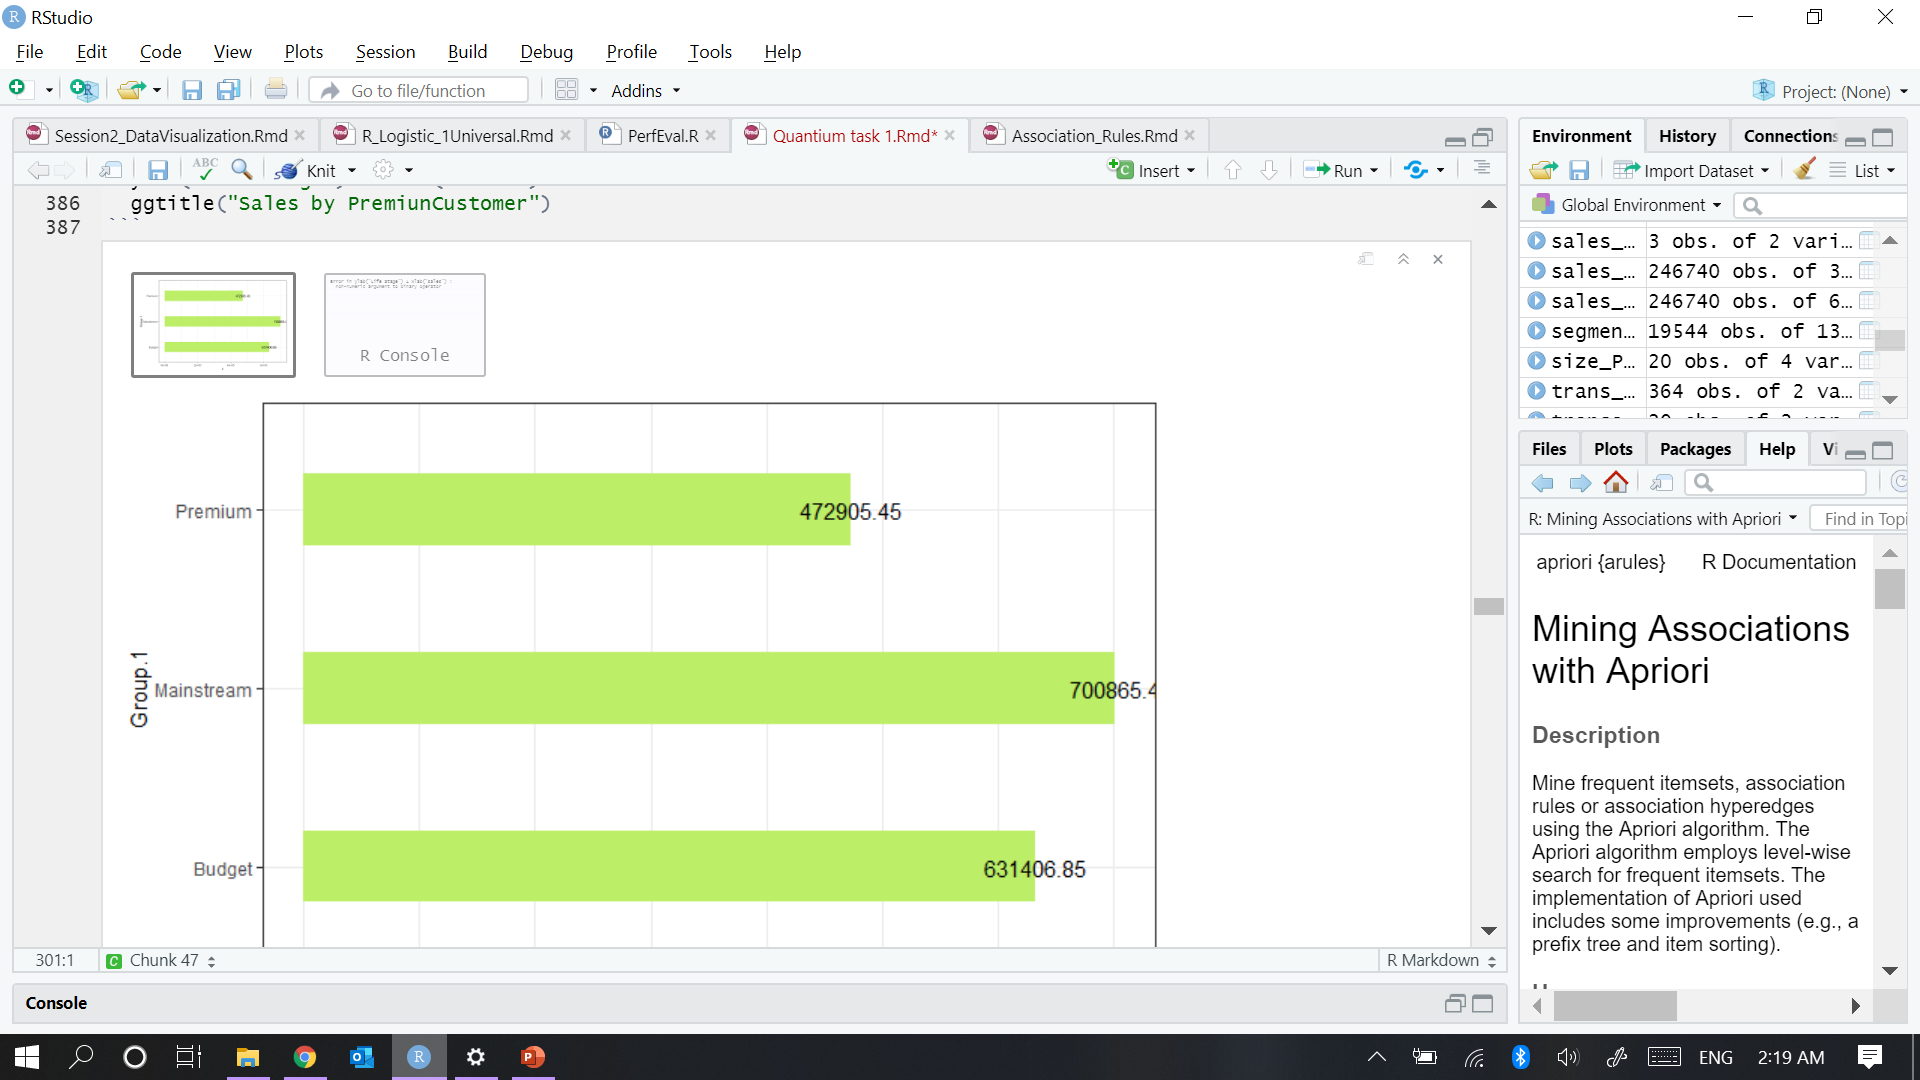 RStudio
File Edit Code View Plots Session Build Debug Profile Tools Help
Go to file/function Addins Project: (None)
Session2_DataVisualization.Rmd R_Logistic_1Universal.Rmd PerfEval.R Quantium task 1.Rmd* Association_Rules.Rmd
ABC Knit Insert Run
386 ggtitle("Sales by PremiunCustomer")
387 ```
R Console
Premium 472905.45
Group.1
Mainstream 700865.4
Budget 631406.85
301:1 Chunk 47 R Markdown
Console
Environment History Connections
Import Dataset List
Global Environment
sales_… 3 obs. of 2 vari…
sales_… 246740 obs. of 3…
sales_… 246740 obs. of 6…
segmen… 19544 obs. of 13…
size_P… 20 obs. of 4 var…
trans_… 364 obs. of 2 va…
Files Plots Packages Help Vi
R: Mining Associations with Apriori Find in Topi
apriori {arules} R Documentation
Mining Associations
with Apriori
Description
Mine frequent itemsets, association
rules or association hyperedges
using the Apriori algorithm. The
Apriori algorithm employs level-wise
search for frequent itemsets. The
implementation of Apriori used
includes some improvements (e.g., a
prefix tree and item sorting).
ENG 2:19 AM